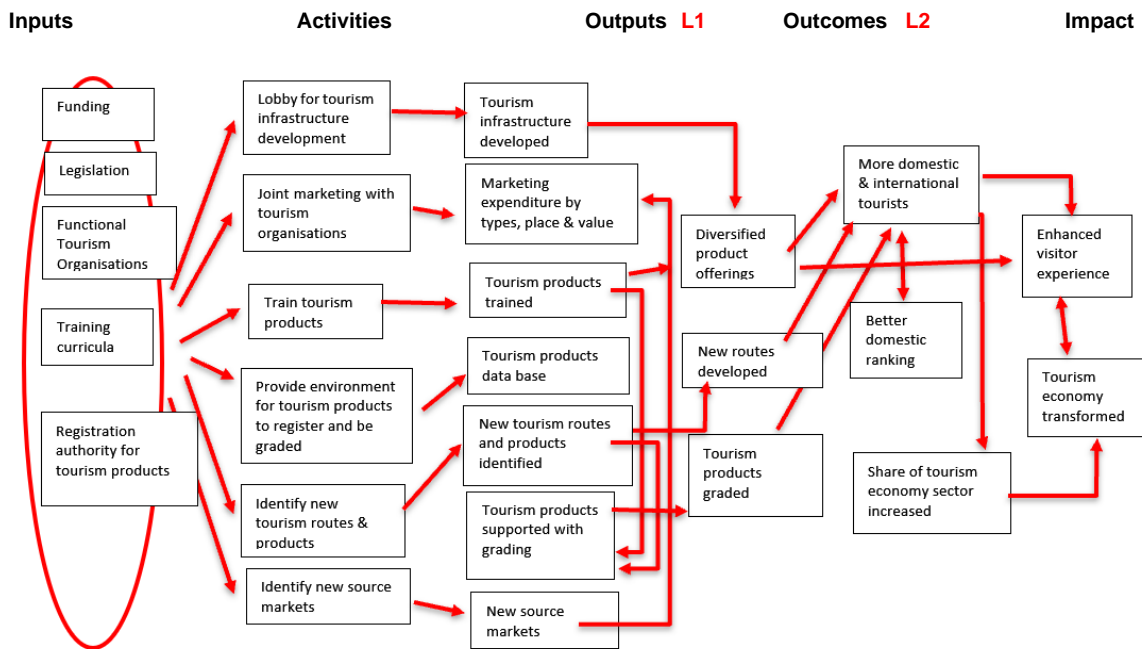 Inputs
Activities
Outputs L1
Outcomes L2
Impact
Funding
Legislation
Functional
Tourism
Organisations
Training
curricula
Registration
authority for
tourism products
Lobby for tourism
infrastructure
development
Joint marketing with
tourism
organisations
Train tourism
products
Provide environment
for tourism products
to register and be
graded
Identify new
tourism routes &
products
Identify new source
markets
Tourism
infrastructure
developed
Marketing
expenditure by
types, place & value
Tourism products
trained
Tourism products
data base
New tourism routes
and products
identified
Tourism products
supported with
grading
New source
markets
Diversified
product
offerings
New routes
developed
Tourism
products
graded
More domestic
& international
tourists
Better
domestic
ranking
Share of tourism
economy sector
increased
Enhanced
visitor
experience
Tourism
economy
transformed